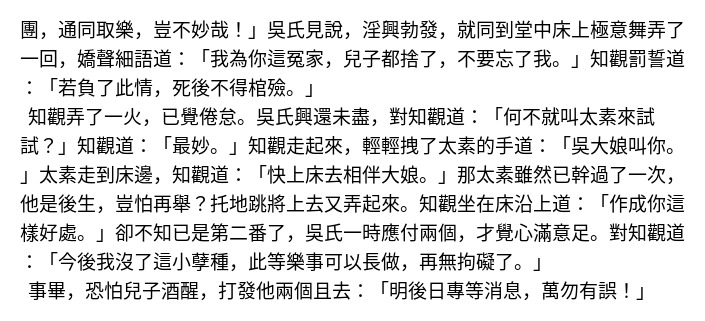 團，通同取樂，豈不妙哉！」吳氏見說，淫興勃發，就同到堂中床上極意舞弄了
一回，嬌聲細語道：「我為你這冤家，兒子都捨了，不要忘了我。」知觀罰誓道
：「若負了此情，死後不得棺殮。」
知觀弄了一火，已覺倦怠。吳氏興還未盡，對知觀道：「何不就叫太素來試
試？」知觀道：「最妙。」知觀走起來，輕輕拽了太素的手道：「吳大娘叫你。
」太素走到床邊，知觀道：「快上床去相伴大娘。」那太素雖然已幹過了一次，
他是後生，豈怕再舉？托地跳將上去又弄起來。知觀坐在床沿上道：「作成你這
樣好處。」卻不知已是第二番了，吳氏一時應付兩個，才覺心滿意足。對知觀道
：「今後我沒了這小孽種，此等樂事可以長做，再無拘礙了。」
事畢，恐怕兒子酒醒，打發他兩個且去：「明後日專等消息，萬勿有誤！」